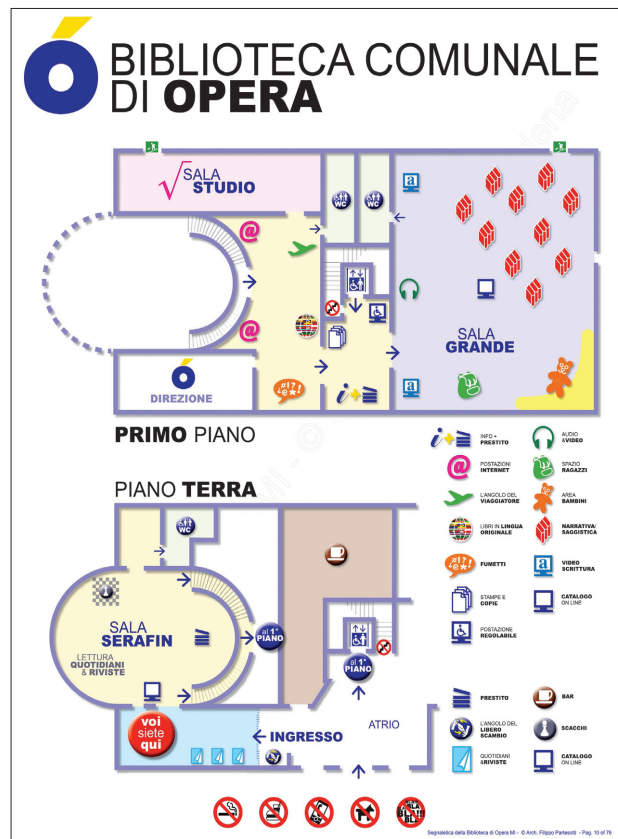 ó
BIBLIOTECA COMUNALE
DI OPERA
SALA
STUDIO
WC
WC
a
@
@
SALA
GRANDE
#!?
¿@★!
i+
a
ó
DIREZIONE
PRIMO PIANO
INFO +
PRESTITO
AUDIO
&VIDEO
@
POSTAZIONI
INTERNET
SPAZIO
RAGAZZI
L'ANGOLO DEL
VIAGGIATORE
AREA
BAMBINI
LIBRI IN LINGUA
ORIGINALE
NARRATIVA/
SAGGISTICA
FUMETTI
a
VIDEO
SCRITTURA
STAMPE E
COPIE
CATALOGO
ON LINE
POSTAZIONE
REGOLABILE
PIANO TERRA
WC
SALA
SERAFIN
LETTURA
QUOTIDIANI
& RIVISTE
al 1°
PIANO
al 1°
PIANO
voi
siete
qui
INGRESSO
ATRIO
PRESTITO
BAR
L'ANGOLO DEL
LIBERO
SCAMBIO
SCACCHI
QUOTIDIANI
&RIVISTE
CATALOGO
ON LINE
Segnaletica della Biblioteca di Opera MI - © Arch. Filippo Partesotti - Pag. 10 of 76